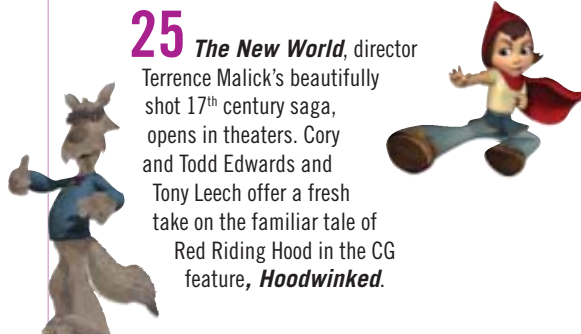 25 The New World, director
Terrence Malick's beautifully
shot 17th century saga,
opens in theaters. Cory
and Todd Edwards and
Tony Leech offer a fresh
take on the familiar tale of
Red Riding Hood in the CG
feature, Hoodwinked.